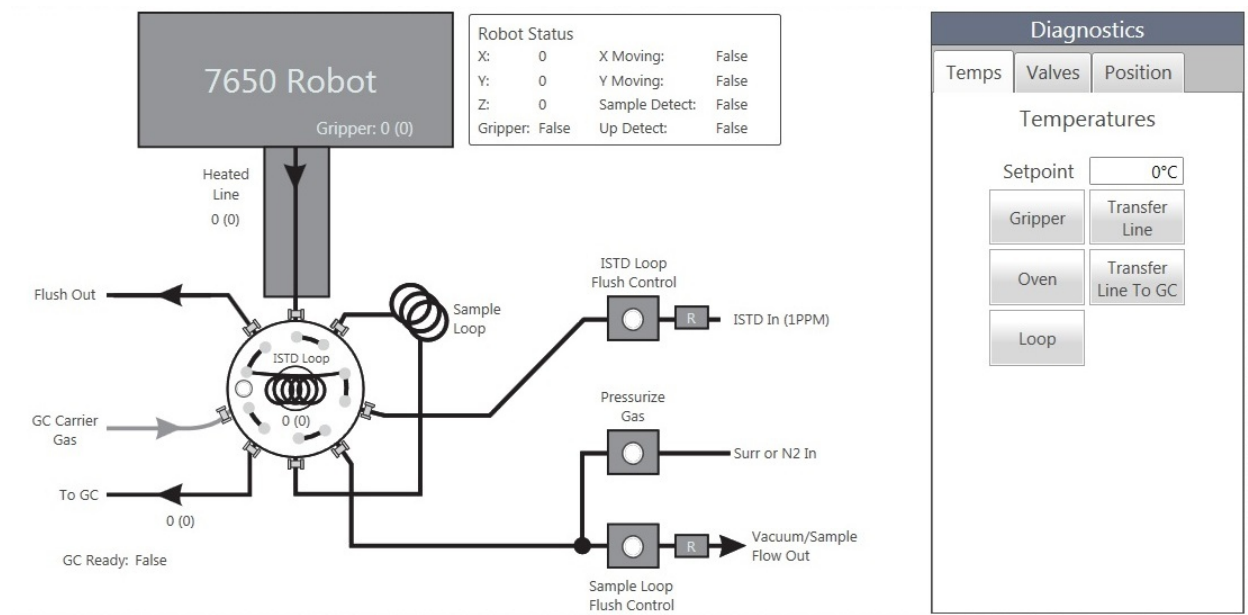 7650 Robot
Gripper: 0 (0)
Robot Status
X: 0 X Moving: False
Y: 0 Y Moving: False
Z: 0 Sample Detect: False
Gripper: False Up Detect: False
Heated
Line
0 (0)
Flush Out
Sample
Loop
ISTD Loop
Flush Control
R
ISTD In (1PPM)
ISTD Loop
0 (0)
GC Carrier
Gas
Pressurize
Gas
Surr or N2 In
To GC
0 (0)
GC Ready: False
R
Vacuum/Sample
Flow Out
Sample Loop
Flush Control
Diagnostics
Temps Valves Position
Temperatures
Setpoint 0°C
Gripper
Transfer
Line
Oven
Transfer
Line To GC
Loop